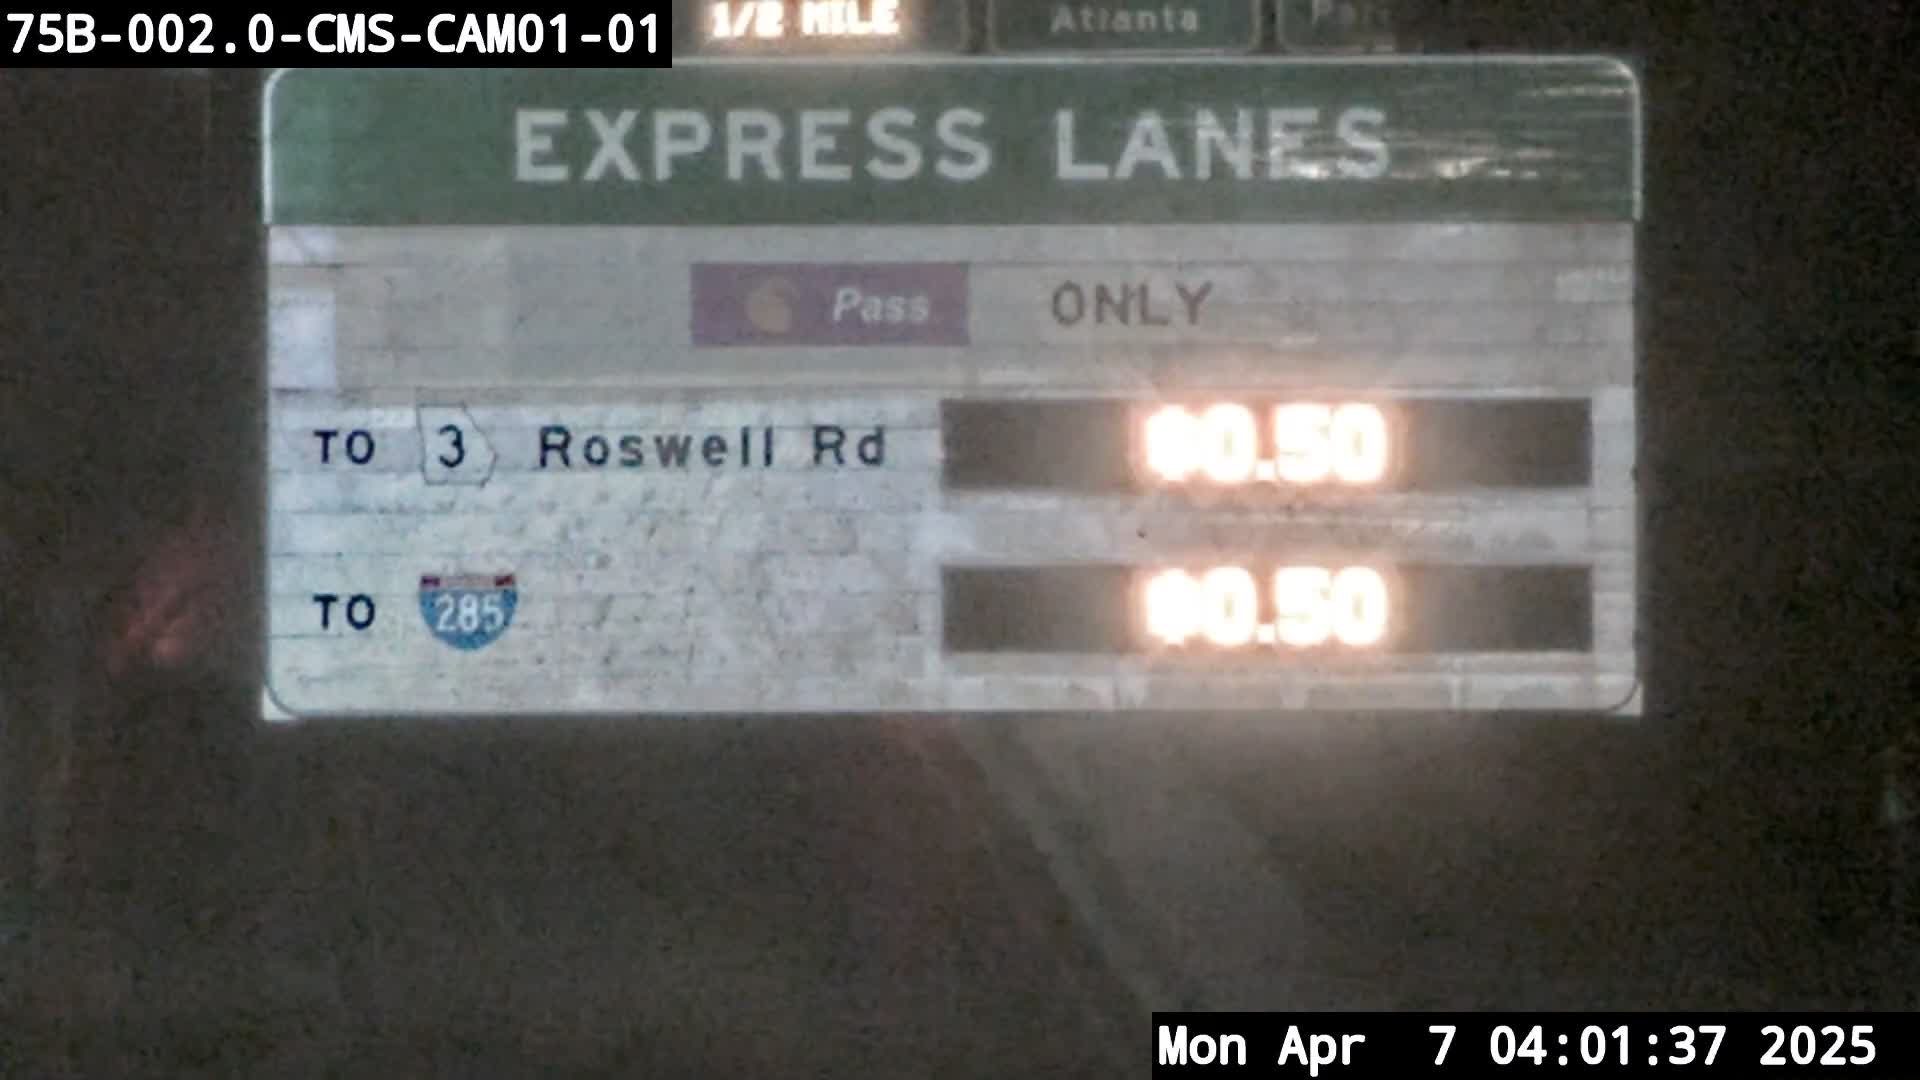 75B-002.0-CMS-CAM01-01
1/2 MILE
Atlanta
EXPRESS LANES
Pass ONLY
TO 3 Roswell Rd $0.50
TO 285 $0.50
Mon Apr 7 04:01:37 2025